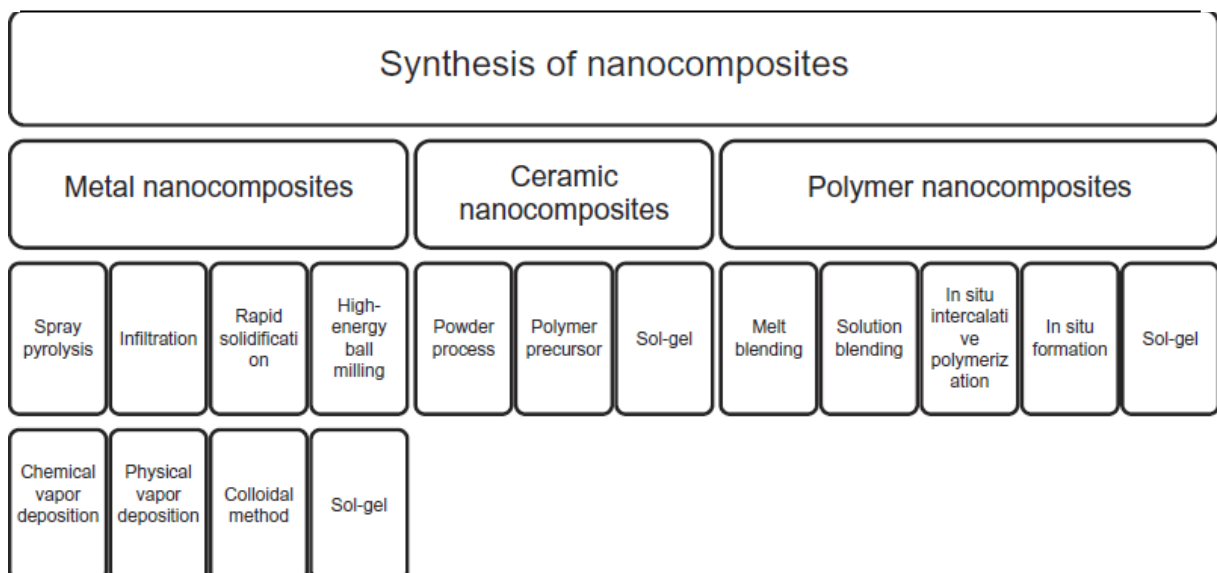 Synthesis of nanocomposites
Metal nanocomposites
Ceramic
nanocomposites
Polymer nanocomposites
Spray
pyrolysis
Infiltration
Rapid
solidificati
on
High-
energy
ball
milling
Powder
process
Polymer
precursor
Sol-gel
Melt
blending
Solution
blending
In situ
intercalati
ve
polymeriz
ation
In situ
formation
Sol-gel
Chemical
vapor
deposition
Physical
vapor
deposition
Colloidal
method
Sol-gel